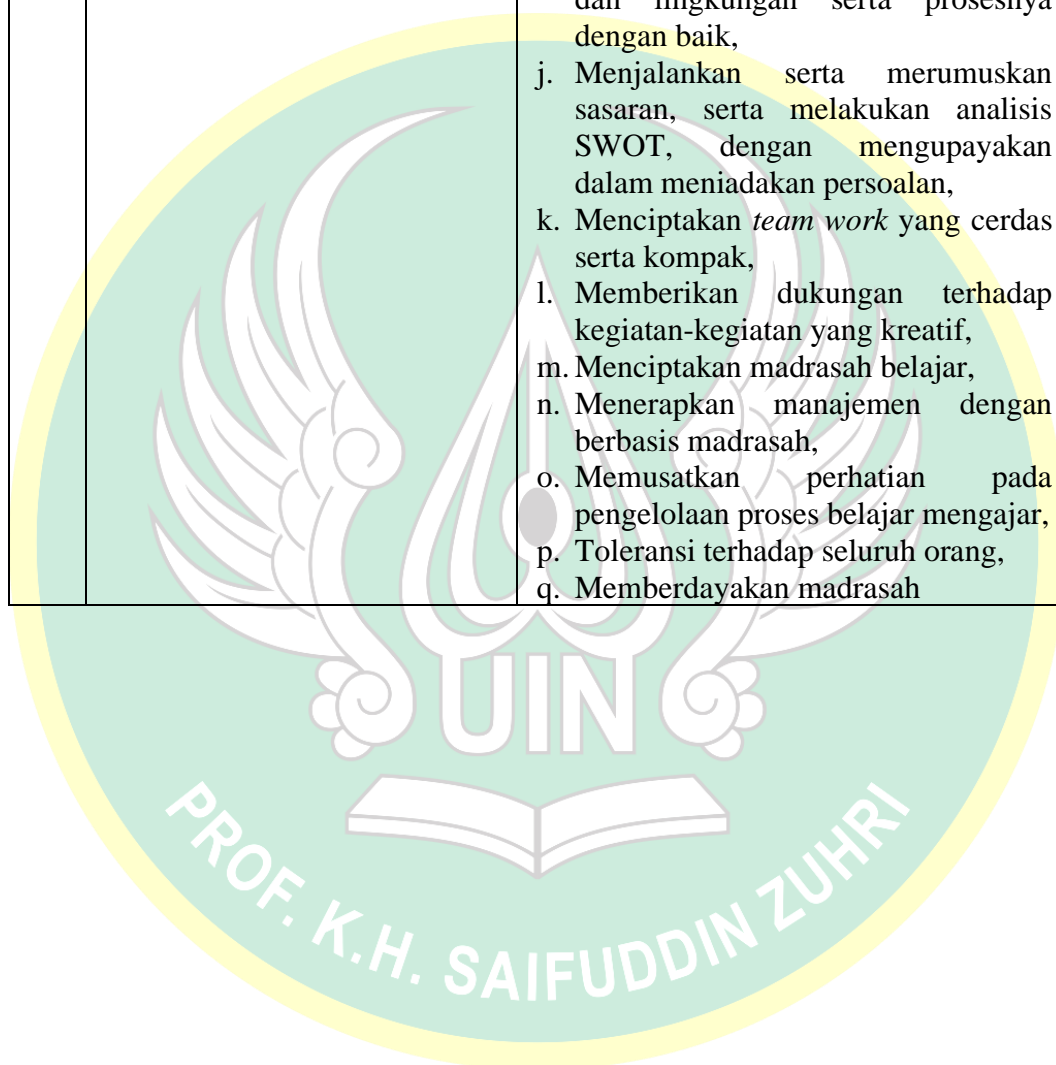 dan lingkungan serta prosesnya
dengan baik,
j. Menjalankan serta merumuskan
sasaran, serta melakukan analisis
SWOT, dengan mengupayakan
dalam meniadakan persoalan,
k. Menciptakan team work yang cerdas
serta kompak,
l. Memberikan dukungan terhadap
kegiatan-kegiatan yang kreatif,
m. Menciptakan madrasah belajar,
n. Menerapkan manajemen dengan
berbasis madrasah,
o. Memusatkan perhatian pada
pengelolaan proses belajar mengajar,
p. Toleransi terhadap seluruh orang,
q. Memberdayakan madrasah
UIN
PROF. K.H. SAIFUDDIN ZUHRI